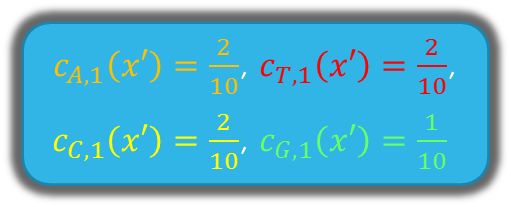 c_{A,1}(x′) = 2/10, c_{T,1}(x′) = 2/10,
c_{C,1}(x′) = 2/10, c_{G,1}(x′) = 1/10